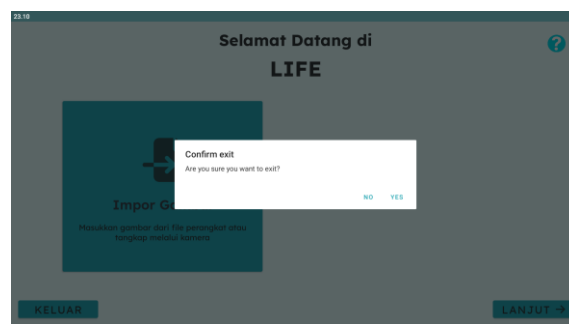 23.10
Selamat Datang di
LIFE
?
Confirm exit
Are you sure you want to exit?
NO YES
Impor G
Masukkan gambar dari file perangkat atau
tangkap melalui kamera
KELUAR
LANJUT →